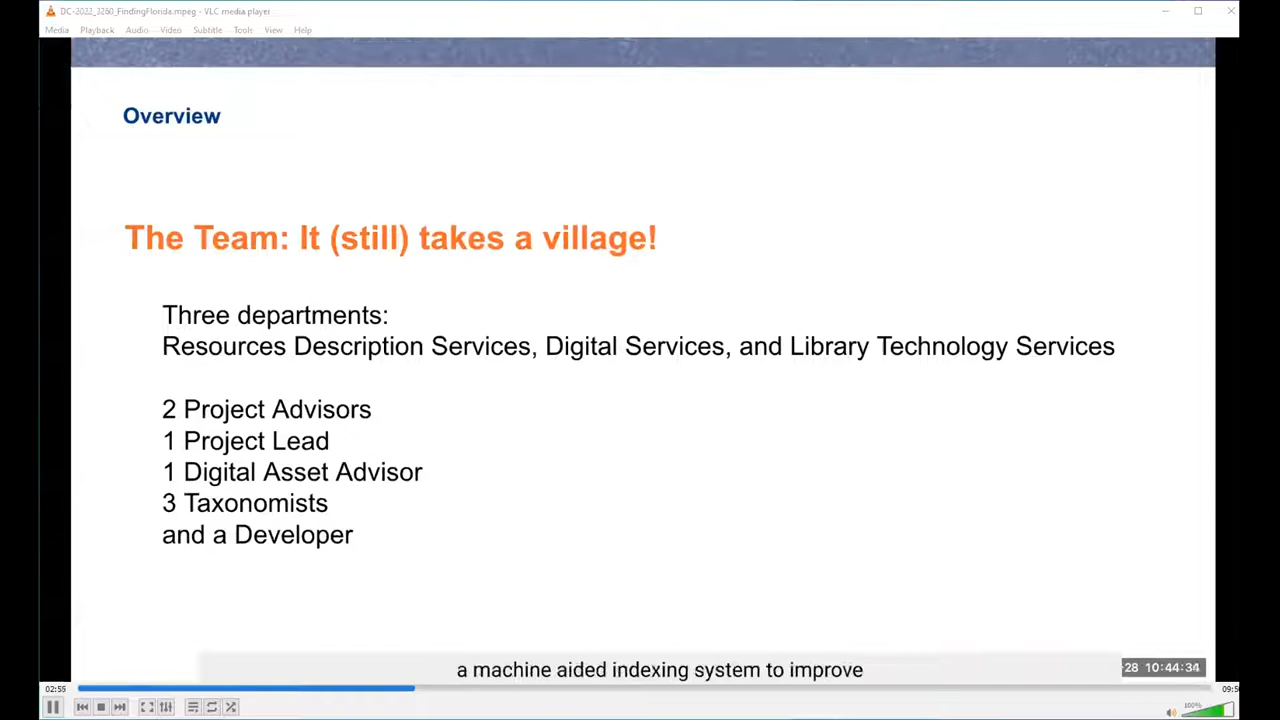 DC-2022_3250_FindingFlorida.mpeg - VLC media player
Media Playback Audio Video Subtitle Tools View Help
Overview
The Team: It (still) takes a village!
Three departments:
Resources Description Services, Digital Services, and Library Technology Services
2 Project Advisors
1 Project Lead
1 Digital Asset Advisor
3 Taxonomists
and a Developer
a machine aided indexing system to improve
28 10:44:34
02:55
100%